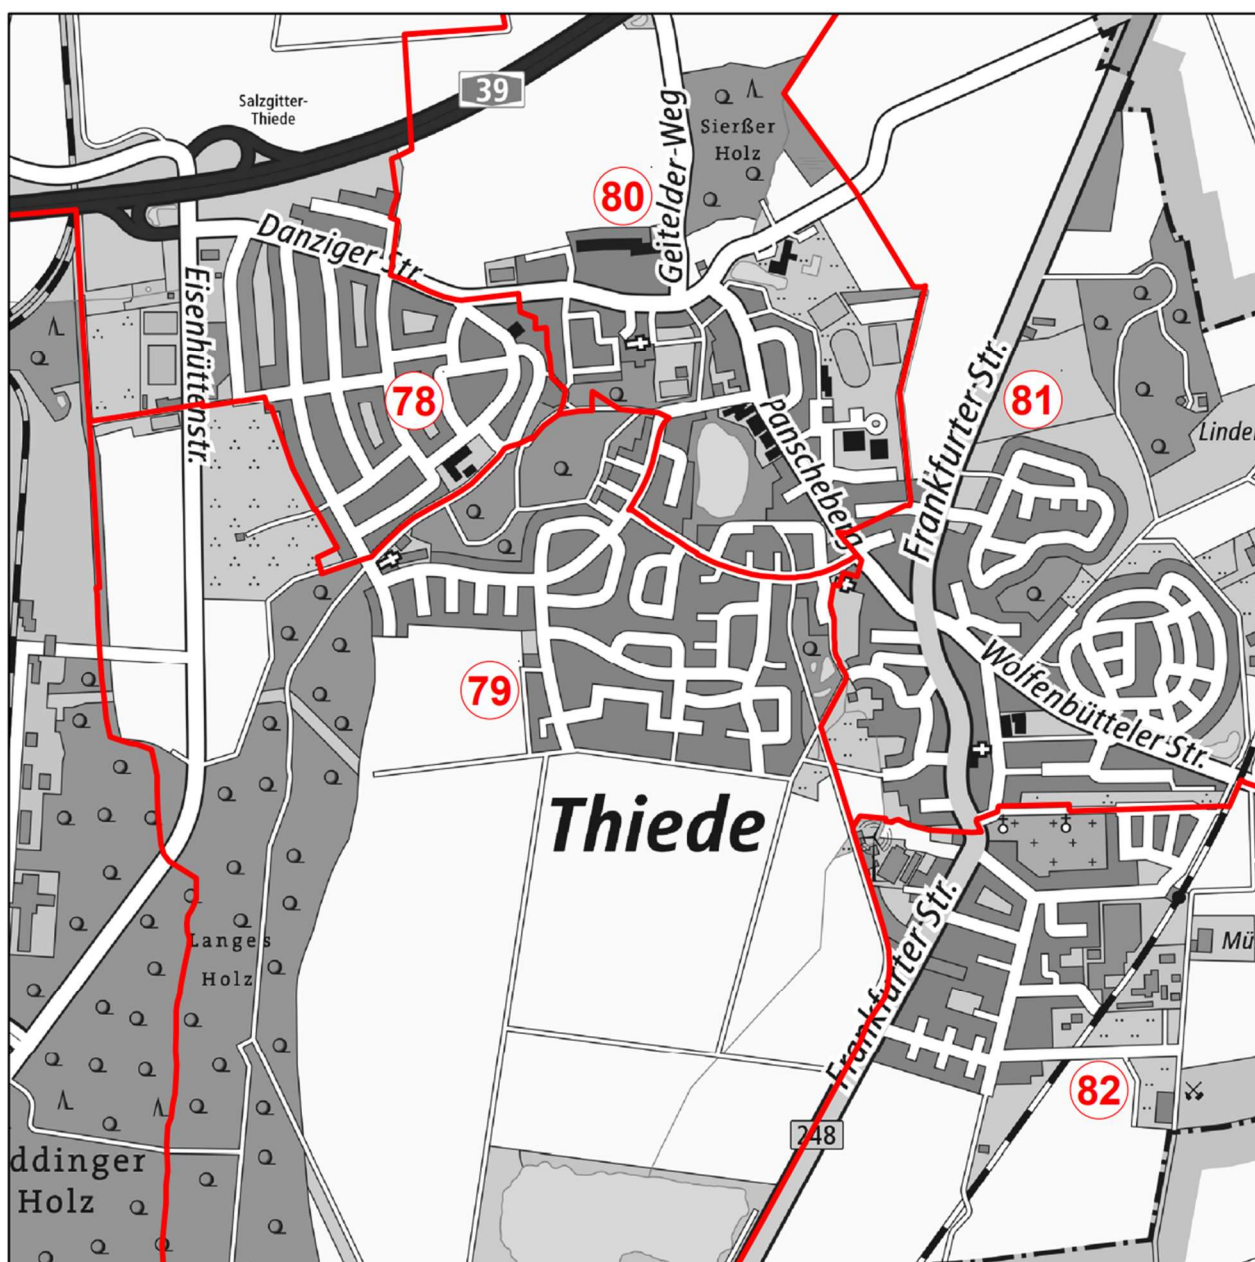 39
Salzgitter-
Thiede
Sierßer
Holz
80
Geitelder-Weg
Danziger Str.
Eisenhüttenstr.
78
81
Panscheberg
Frankfurter Str.
Linde
79
Wolfenbütteler Str.
Thiede
Frankfurter Str.
Langes
Holz
Mü
82
248
ddinger
Holz